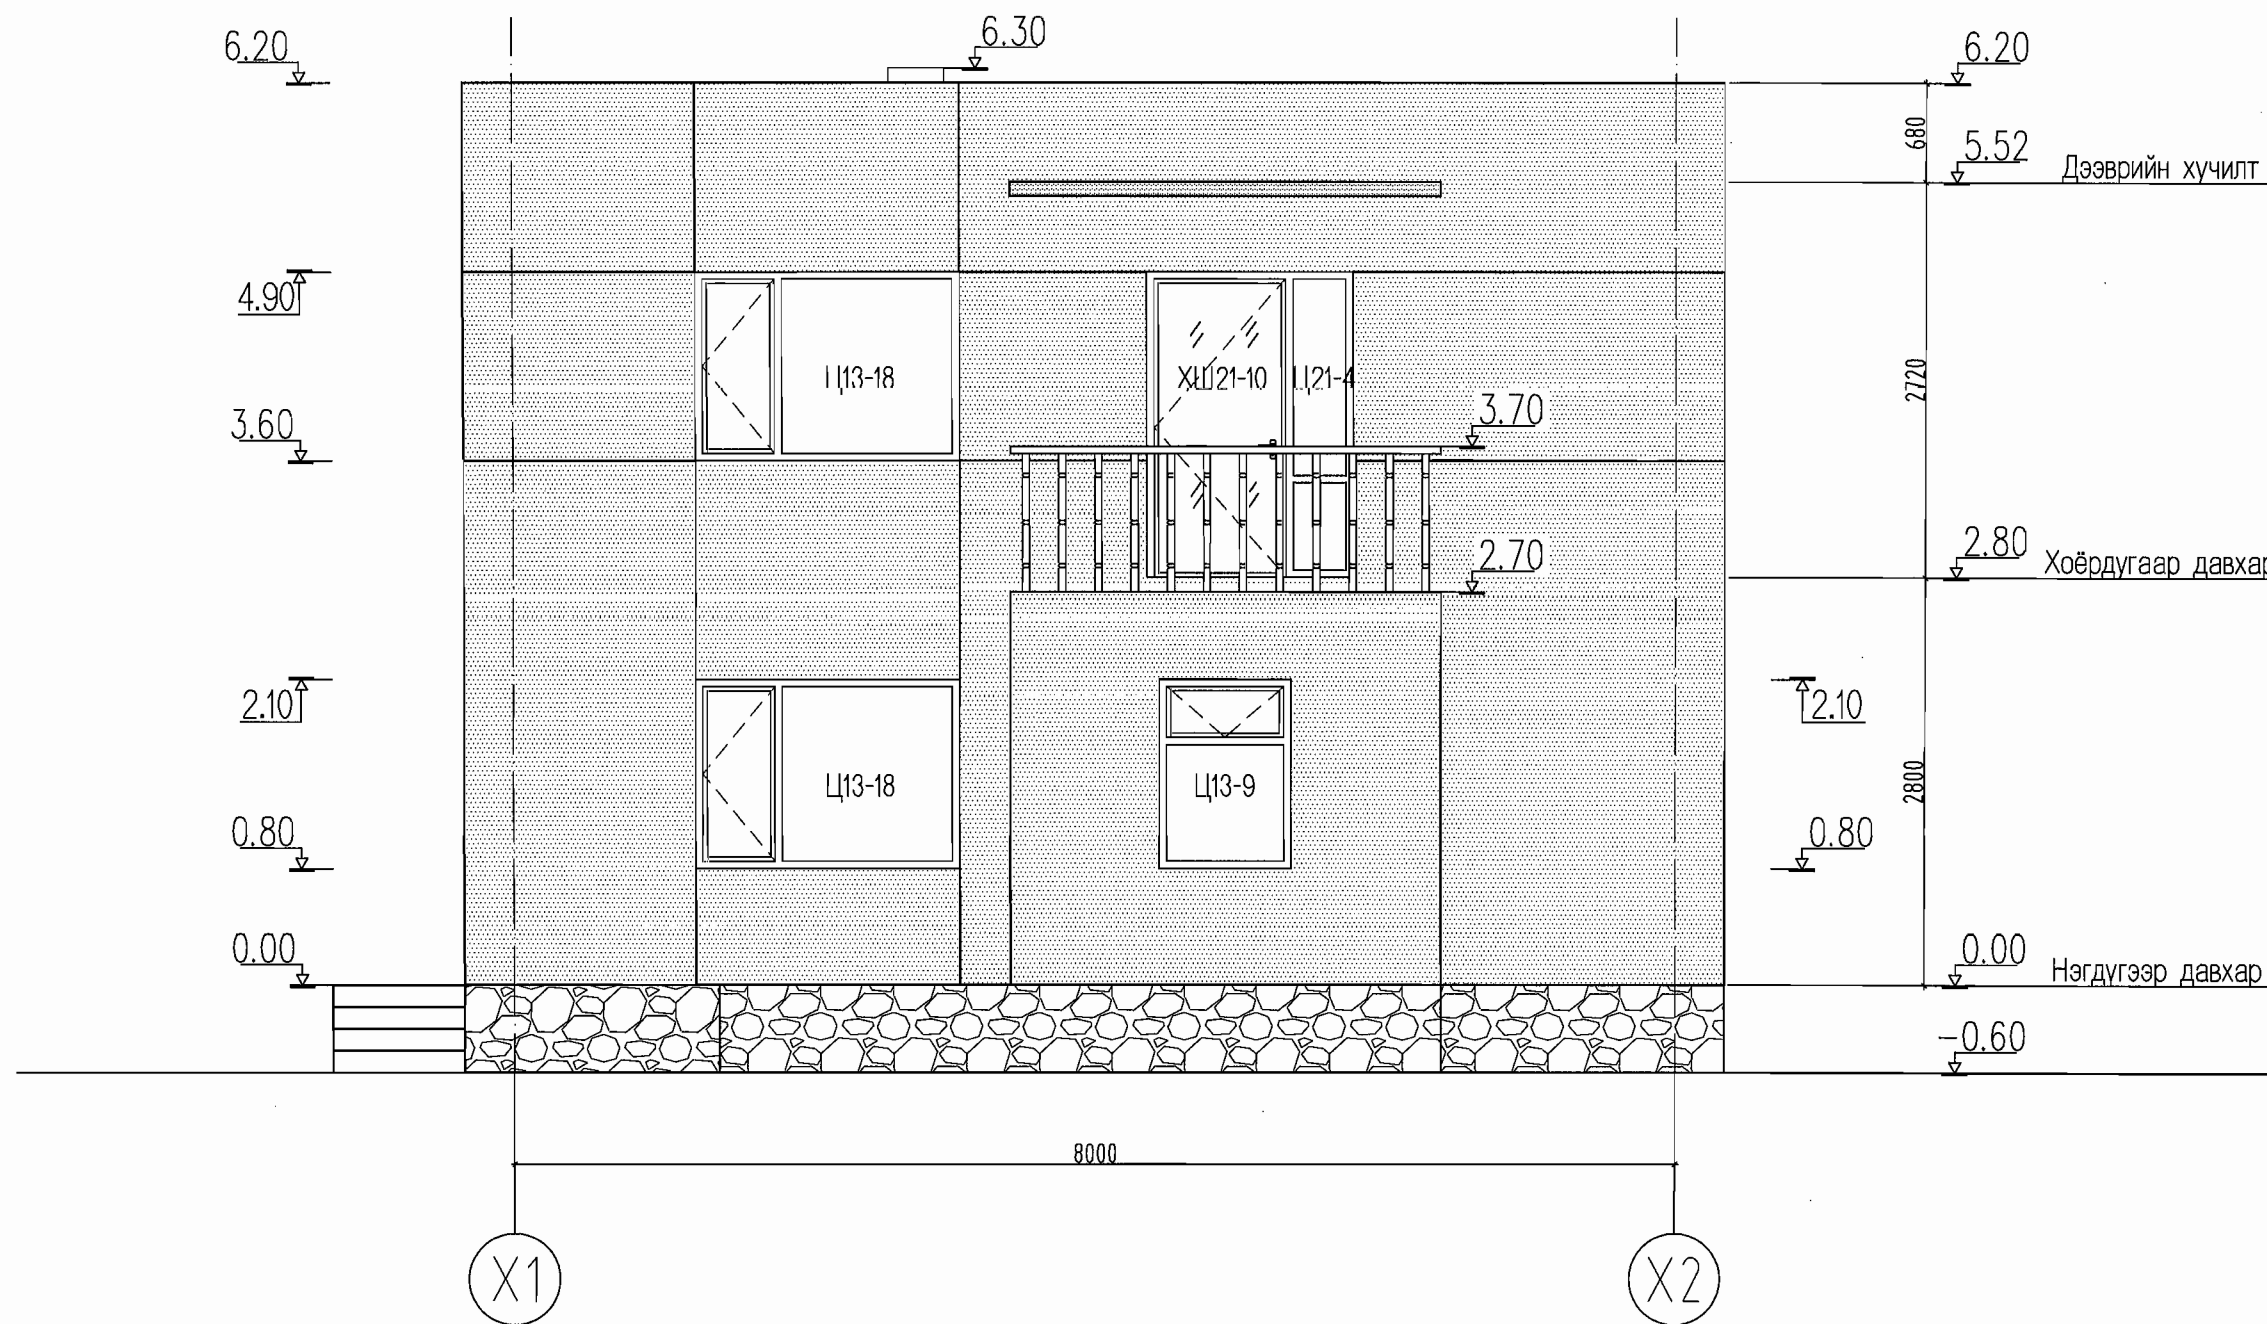 6.20
6.30
6.20
680
5.52
Дээврийн хучилт
4.90
Ц13-18
ХШ21-10
Ц21-4
2720
3.60
3.70
2.70
2.80
Хоёрдугаар давхар
2.10
2.10
Ц13-18
Ц13-9
2800
0.80
0.80
0.00
0.00
Нэгдүгээр давхар
-0.60
8000
X1
X2